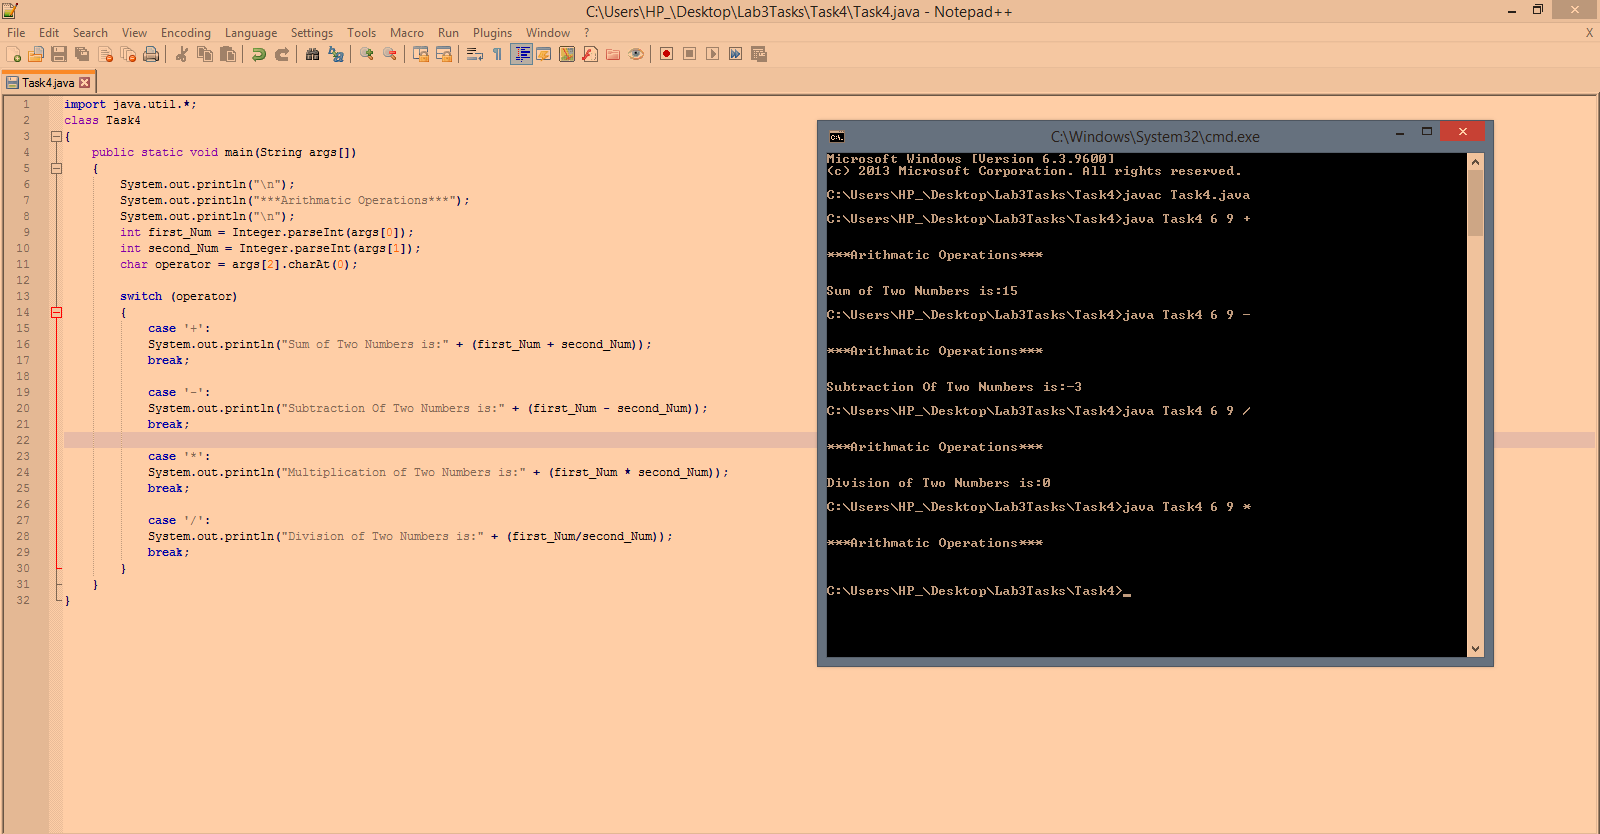 C:\Users\HP_\Desktop\Lab3Tasks\Task4\Task4.java - Notepad++
File Edit Search View Encoding Language Settings Tools Macro Run Plugins Window ? X
Task4.java
1 import java.util.*;
2 class Task4
3 {
4 public static void main(String args[])
5 {
6 System.out.println("\n");
7 System.out.println("***Arithmatic Operations***");
8 System.out.println("\n");
9 int first_Num = Integer.parseInt(args[0]);
10 int second_Num = Integer.parseInt(args[1]);
11 char operator = args[2].charAt(0);
12
13 switch (operator)
14 {
15 case '+':
16 System.out.println("Sum of Two Numbers is:" + (first_Num + second_Num));
17 break;
18
19 case '-':
20 System.out.println("Subtraction Of Two Numbers is:" + (first_Num - second_Num));
21 break;
22
23 case '*':
24 System.out.println("Multiplication of Two Numbers is:" + (first_Num * second_Num));
25 break;
26
27 case '/':
28 System.out.println("Division of Two Numbers is:" + (first_Num/second_Num));
29 break;
30 }
31 }
32 }
C:\Windows\System32\cmd.exe
Microsoft Windows [Version 6.3.9600]
(c) 2013 Microsoft Corporation. All rights reserved.
C:\Users\HP_\Desktop\Lab3Tasks\Task4>javac Task4.java
C:\Users\HP_\Desktop\Lab3Tasks\Task4>java Task4 6 9 +
***Arithmatic Operations***
Sum of Two Numbers is:15
C:\Users\HP_\Desktop\Lab3Tasks\Task4>java Task4 6 9 -
***Arithmatic Operations***
Subtraction Of Two Numbers is:-3
C:\Users\HP_\Desktop\Lab3Tasks\Task4>java Task4 6 9 /
***Arithmatic Operations***
Division of Two Numbers is:0
C:\Users\HP_\Desktop\Lab3Tasks\Task4>java Task4 6 9 *
***Arithmatic Operations***
C:\Users\HP_\Desktop\Lab3Tasks\Task4>_